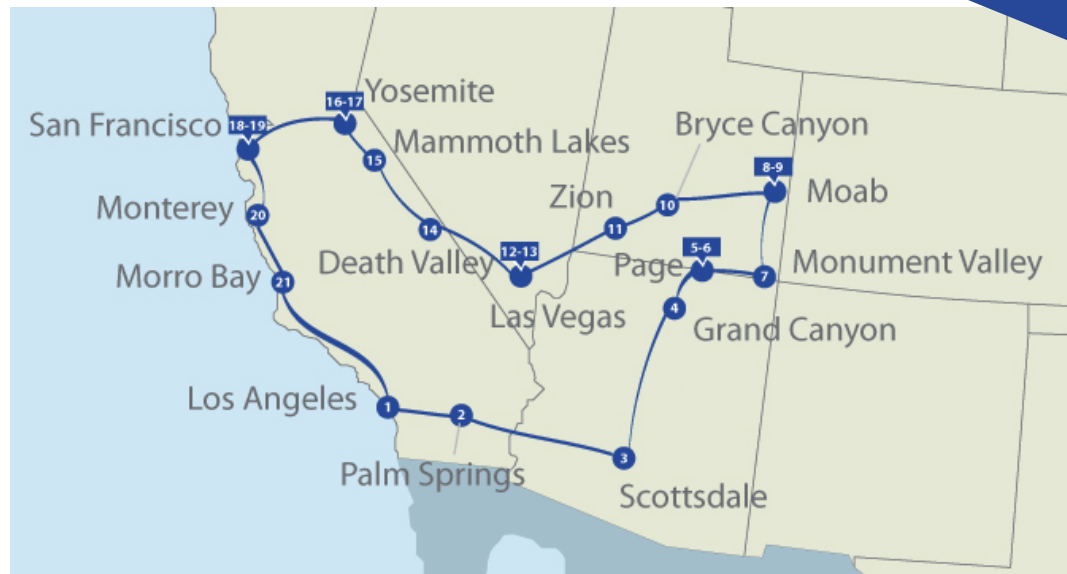 16-17
Yosemite
San Francisco
18-19
Bryce Canyon
15
Mammoth Lakes
8-9
Moab
Zion
10
Monterey
20
11
14
12-13
5-6
Death Valley
Page
Monument Valley
7
Morro Bay
21
Las Vegas
4
Grand Canyon
Los Angeles
1
2
3
Palm Springs
Scottsdale